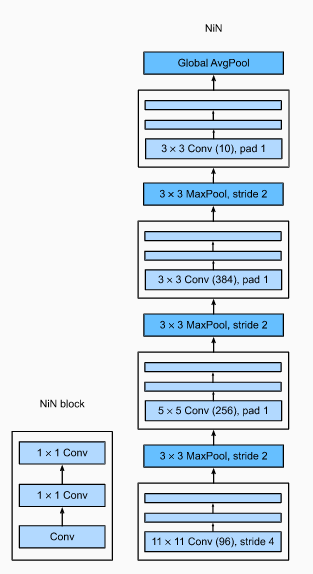 NiN
Global AvgPool
3 × 3 Conv (10), pad 1
3 × 3 MaxPool, stride 2
3 × 3 Conv (384), pad 1
3 × 3 MaxPool, stride 2
5 × 5 Conv (256), pad 1
3 × 3 MaxPool, stride 2
11 × 11 Conv (96), stride 4
NiN block
1 × 1 Conv
1 × 1 Conv
Conv